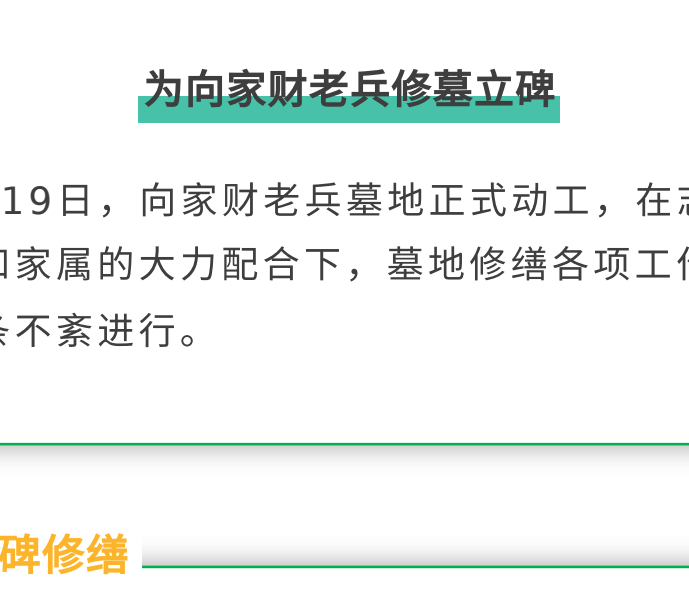 为向家财老兵修墓立碑
19日，向家财老兵墓地正式动工，在
家属的大力配合下，墓地修缮各项工
不紊进行。
碑修缮